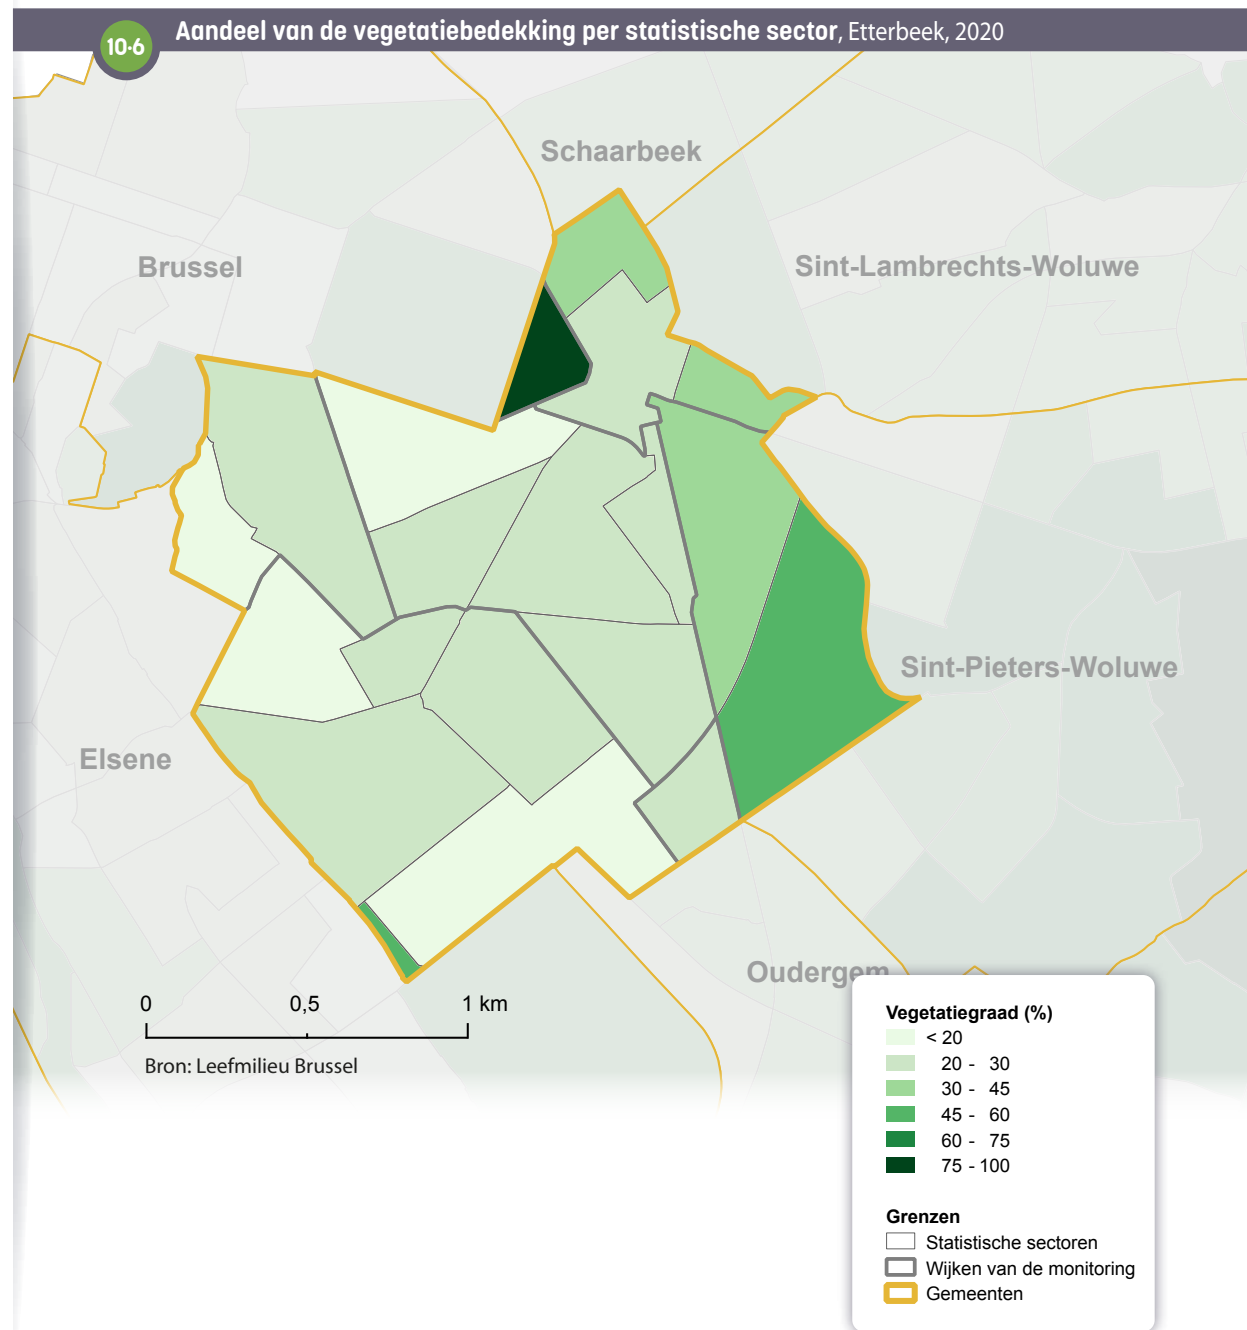 10·6
Aandeel van de vegetatiebedekking per statistische sector, Etterbeek, 2020
Schaarbeek
Brussel
Sint-Lambrechts-Woluwe
Sint-Pieters-Woluwe
Elsene
Oudergem
0 0,5 1 km
Bron: Leefmilieu Brussel
Vegetatiegraad (%)
< 20
20 - 30
30 - 45
45 - 60
60 - 75
75 - 100
Grenzen
Statistische sectoren
Wijken van de monitoring
Gemeenten